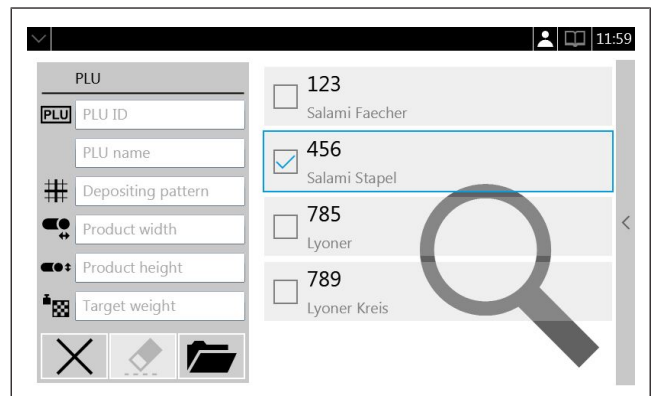 11:59
PLU
PLU PLU ID
PLU name
Depositing pattern
Product width
Product height
Target weight
123
Salami Faecher
456
Salami Stapel
785
Lyoner
789
Lyoner Kreis